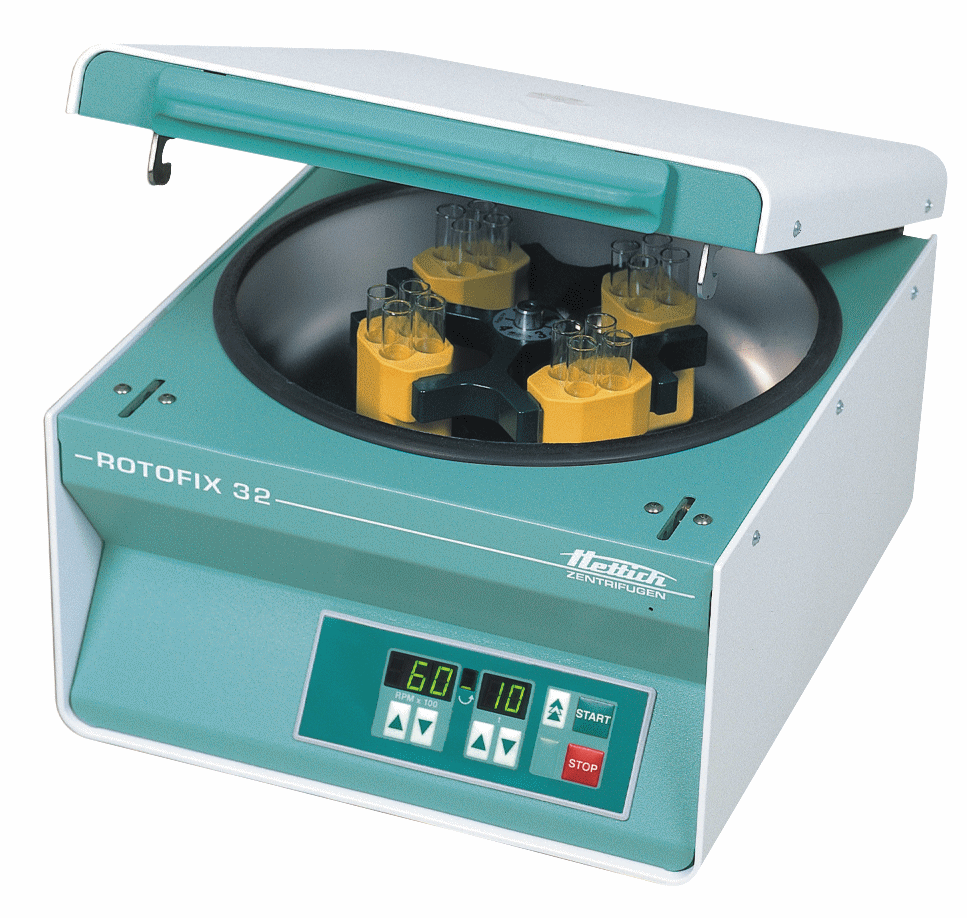 ROTOFIX 32
Hettich
ZENTRIFUGEN
60
10
RPM x 100
t
START
STOP